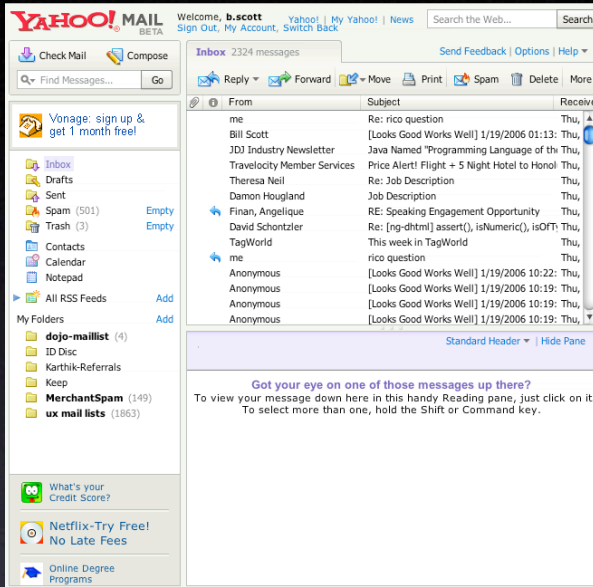 YAHOO! MAIL
BETA
Welcome, b.scott Yahoo! | My Yahoo! | News
Sign Out, My Account, Switch Back
Search the Web... Search
Check Mail Compose
Find Messages... Go
Vonage: sign up &
get 1 month free!
Inbox
Drafts
Sent
Spam (501) Empty
Trash (3) Empty
Contacts
Calendar
Notepad
All RSS Feeds Add
My Folders Add
dojo-maillist (4)
ID Disc
Karthik-Referrals
Keep
MerchantSpam (149)
ux mail lists (1863)
What's your
Credit Score?
Netflix-Try Free!
No Late Fees
Online Degree
Programs
Inbox 2324 messages Send Feedback | Options | Help
Reply Forward Move Print Spam Delete More
From Subject Receive
me Re: rico question Thu,
Bill Scott [Looks Good Works Well] 1/19/2006 01:13: Thu,
JDJ Industry Newsletter Java Named "Programming Language of the Thu,
Travelocity Member Services Price Alert! Flight + 5 Night Hotel to Honol Thu,
Theresa Neil Re: Job Description Thu,
Damon Hougland Job Description Thu,
Finan, Angelique RE: Speaking Engagement Opportunity Thu,
David Schontzler Re: [ng-dhtml] assert(), isNumeric(), isOfTy Thu,
TagWorld This week in TagWorld Thu,
me rico question Thu,
Anonymous [Looks Good Works Well] 1/19/2006 10:22: Thu,
Anonymous [Looks Good Works Well] 1/19/2006 10:19: Thu,
Anonymous [Looks Good Works Well] 1/19/2006 10:19: Thu,
Anonymous [Looks Good Works Well] 1/19/2006 10:19: Thu,
Standard Header | Hide Pane
Got your eye on one of those messages up there?
To view your message down here in this handy Reading pane, just click on it
To select more than one, hold the Shift or Command key.